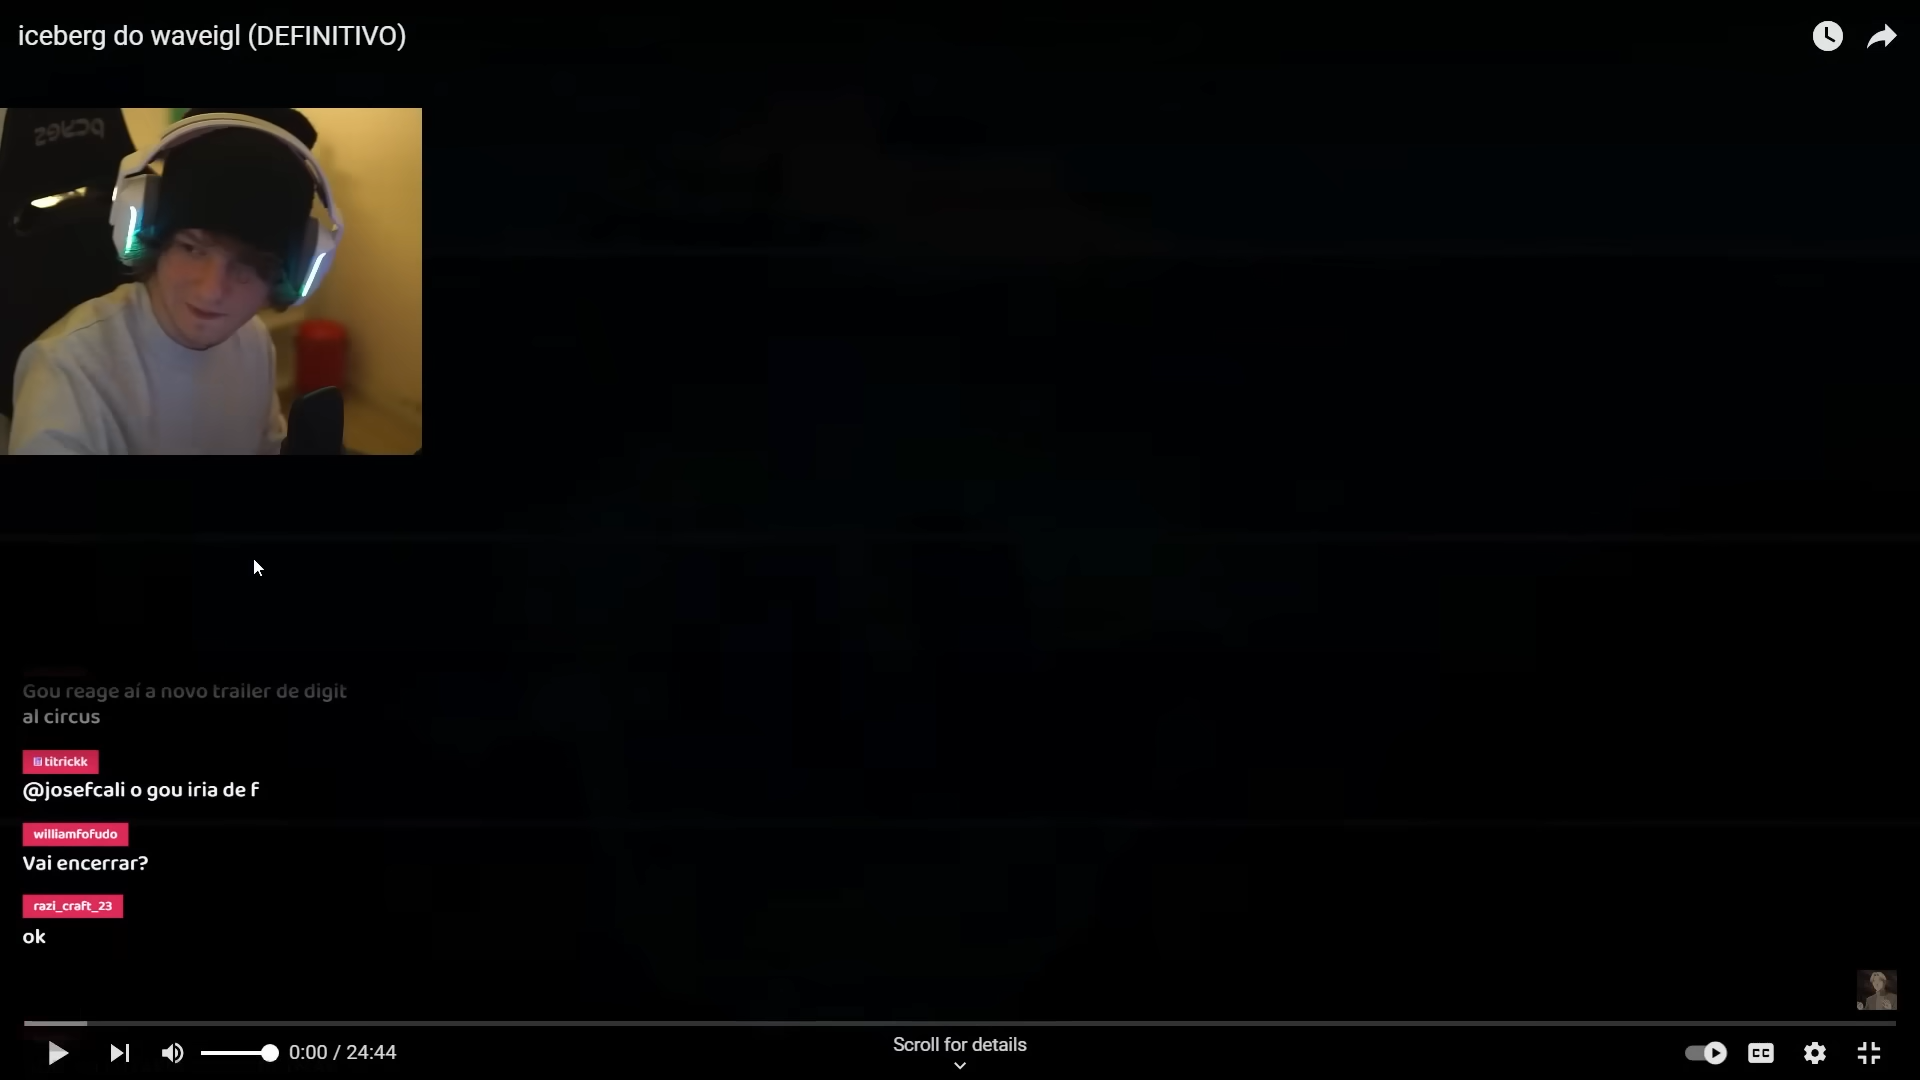 iceberg do waveigl (DEFINITIVO)
Gou reage aí a novo trailer de digit
al circus
titrickk
@josefcali o gou iria de f
williamfofudo
Vai encerrar?
razi_craft_23
ok
Scroll for details
0:00 / 24:44
CC